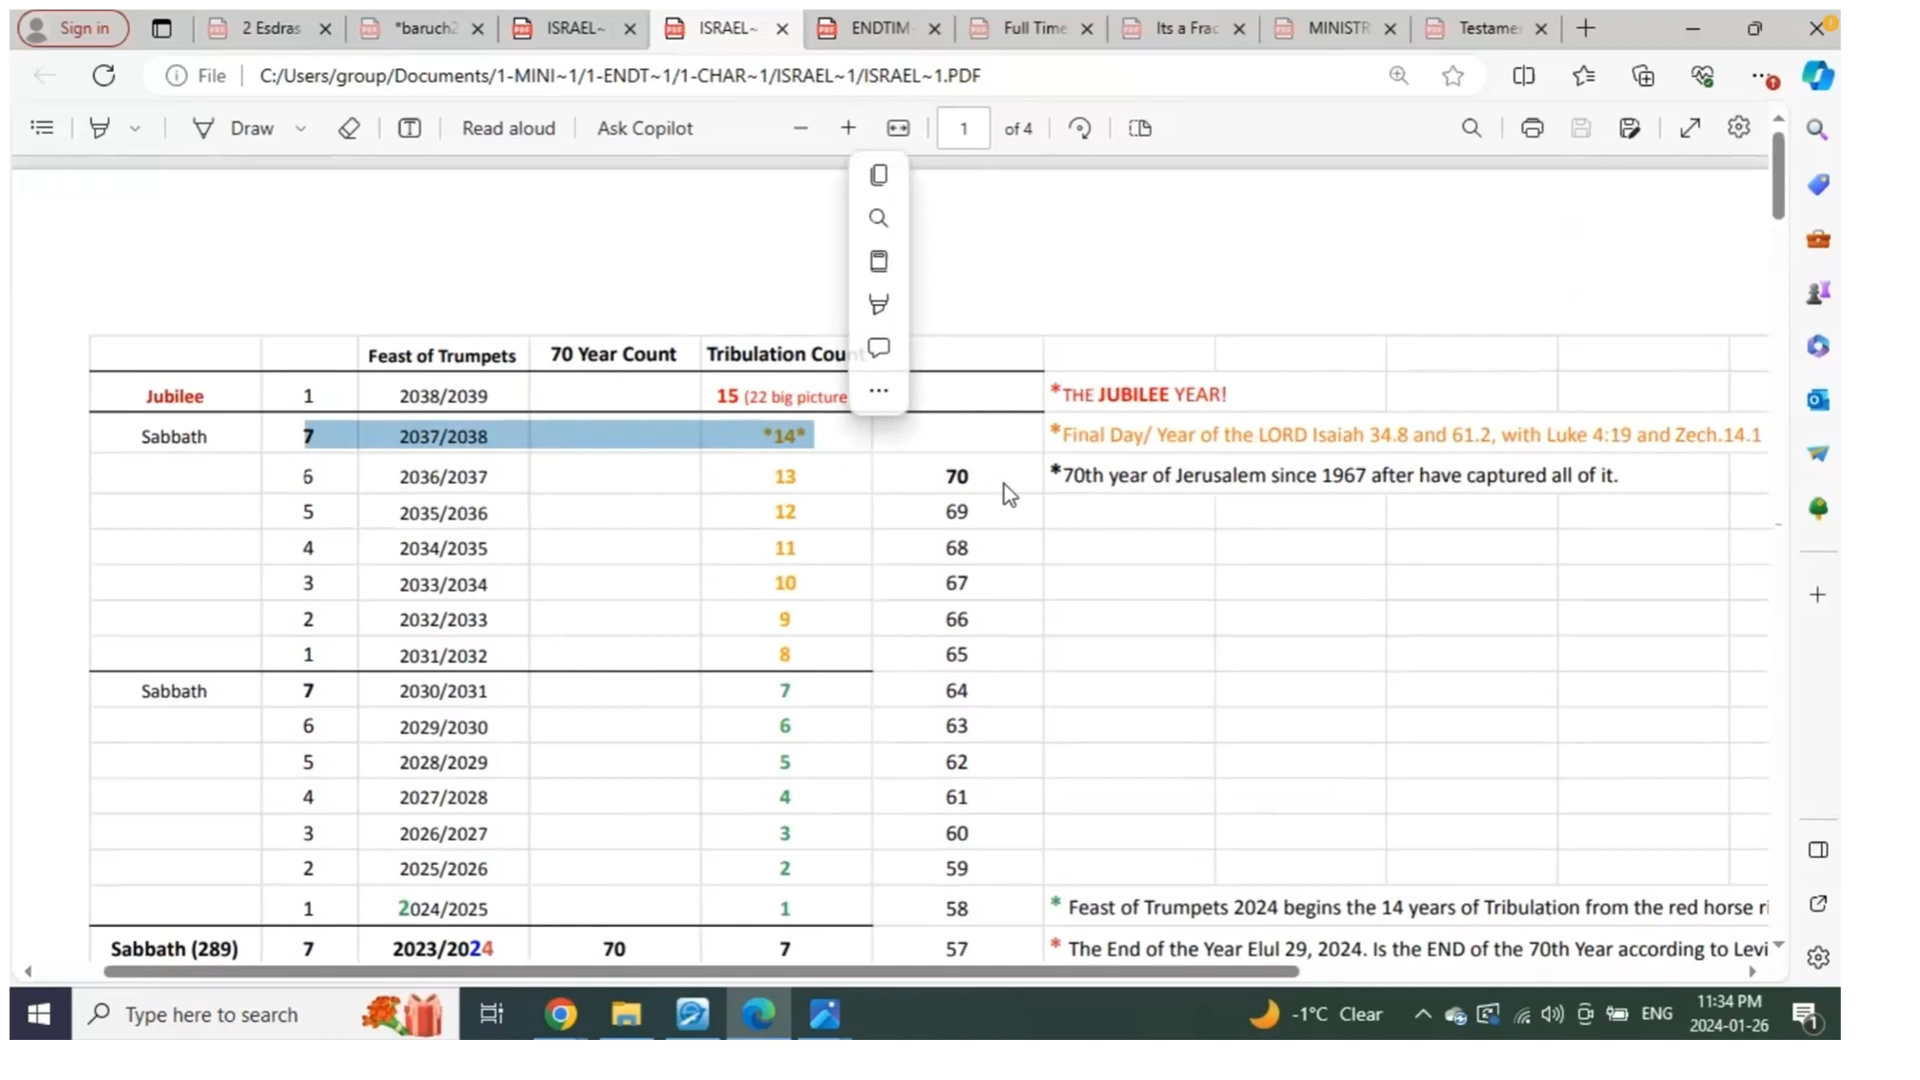 Sign in 2 Esdras *baruch2 ISRAEL~ ISRAEL~ ENDTIM Full Time Its a Frac MINISTR Testamen
File C:/Users/group/Documents/1-MINI~1/1-ENDT~1/1-CHAR~1/ISRAEL~1/ISRAEL~1.PDF
Draw Read aloud Ask Copilot 1 of 4
Feast of Trumpets 70 Year Count Tribulation Cou
Jubilee 1 2038/2039 15 (22 big picture *THE JUBILEE YEAR!
Sabbath 7 2037/2038 *14* *Final Day/ Year of the LORD Isaiah 34.8 and 61.2, with Luke 4:19 and Zech.14.1
6 2036/2037 13 70 *70th year of Jerusalem since 1967 after have captured all of it.
5 2035/2036 12 69
4 2034/2035 11 68
3 2033/2034 10 67
2 2032/2033 9 66
1 2031/2032 8 65
Sabbath 7 2030/2031 7 64
6 2029/2030 6 63
5 2028/2029 5 62
4 2027/2028 4 61
3 2026/2027 3 60
2 2025/2026 2 59
1 2024/2025 1 58 * Feast of Trumpets 2024 begins the 14 years of Tribulation from the red horse ri
Sabbath (289) 7 2023/2024 70 7 57 * The End of the Year Elul 29, 2024. Is the END of the 70th Year according to Levi
Type here to search -1°C Clear ENG 11:34 PM
2024-01-26 1